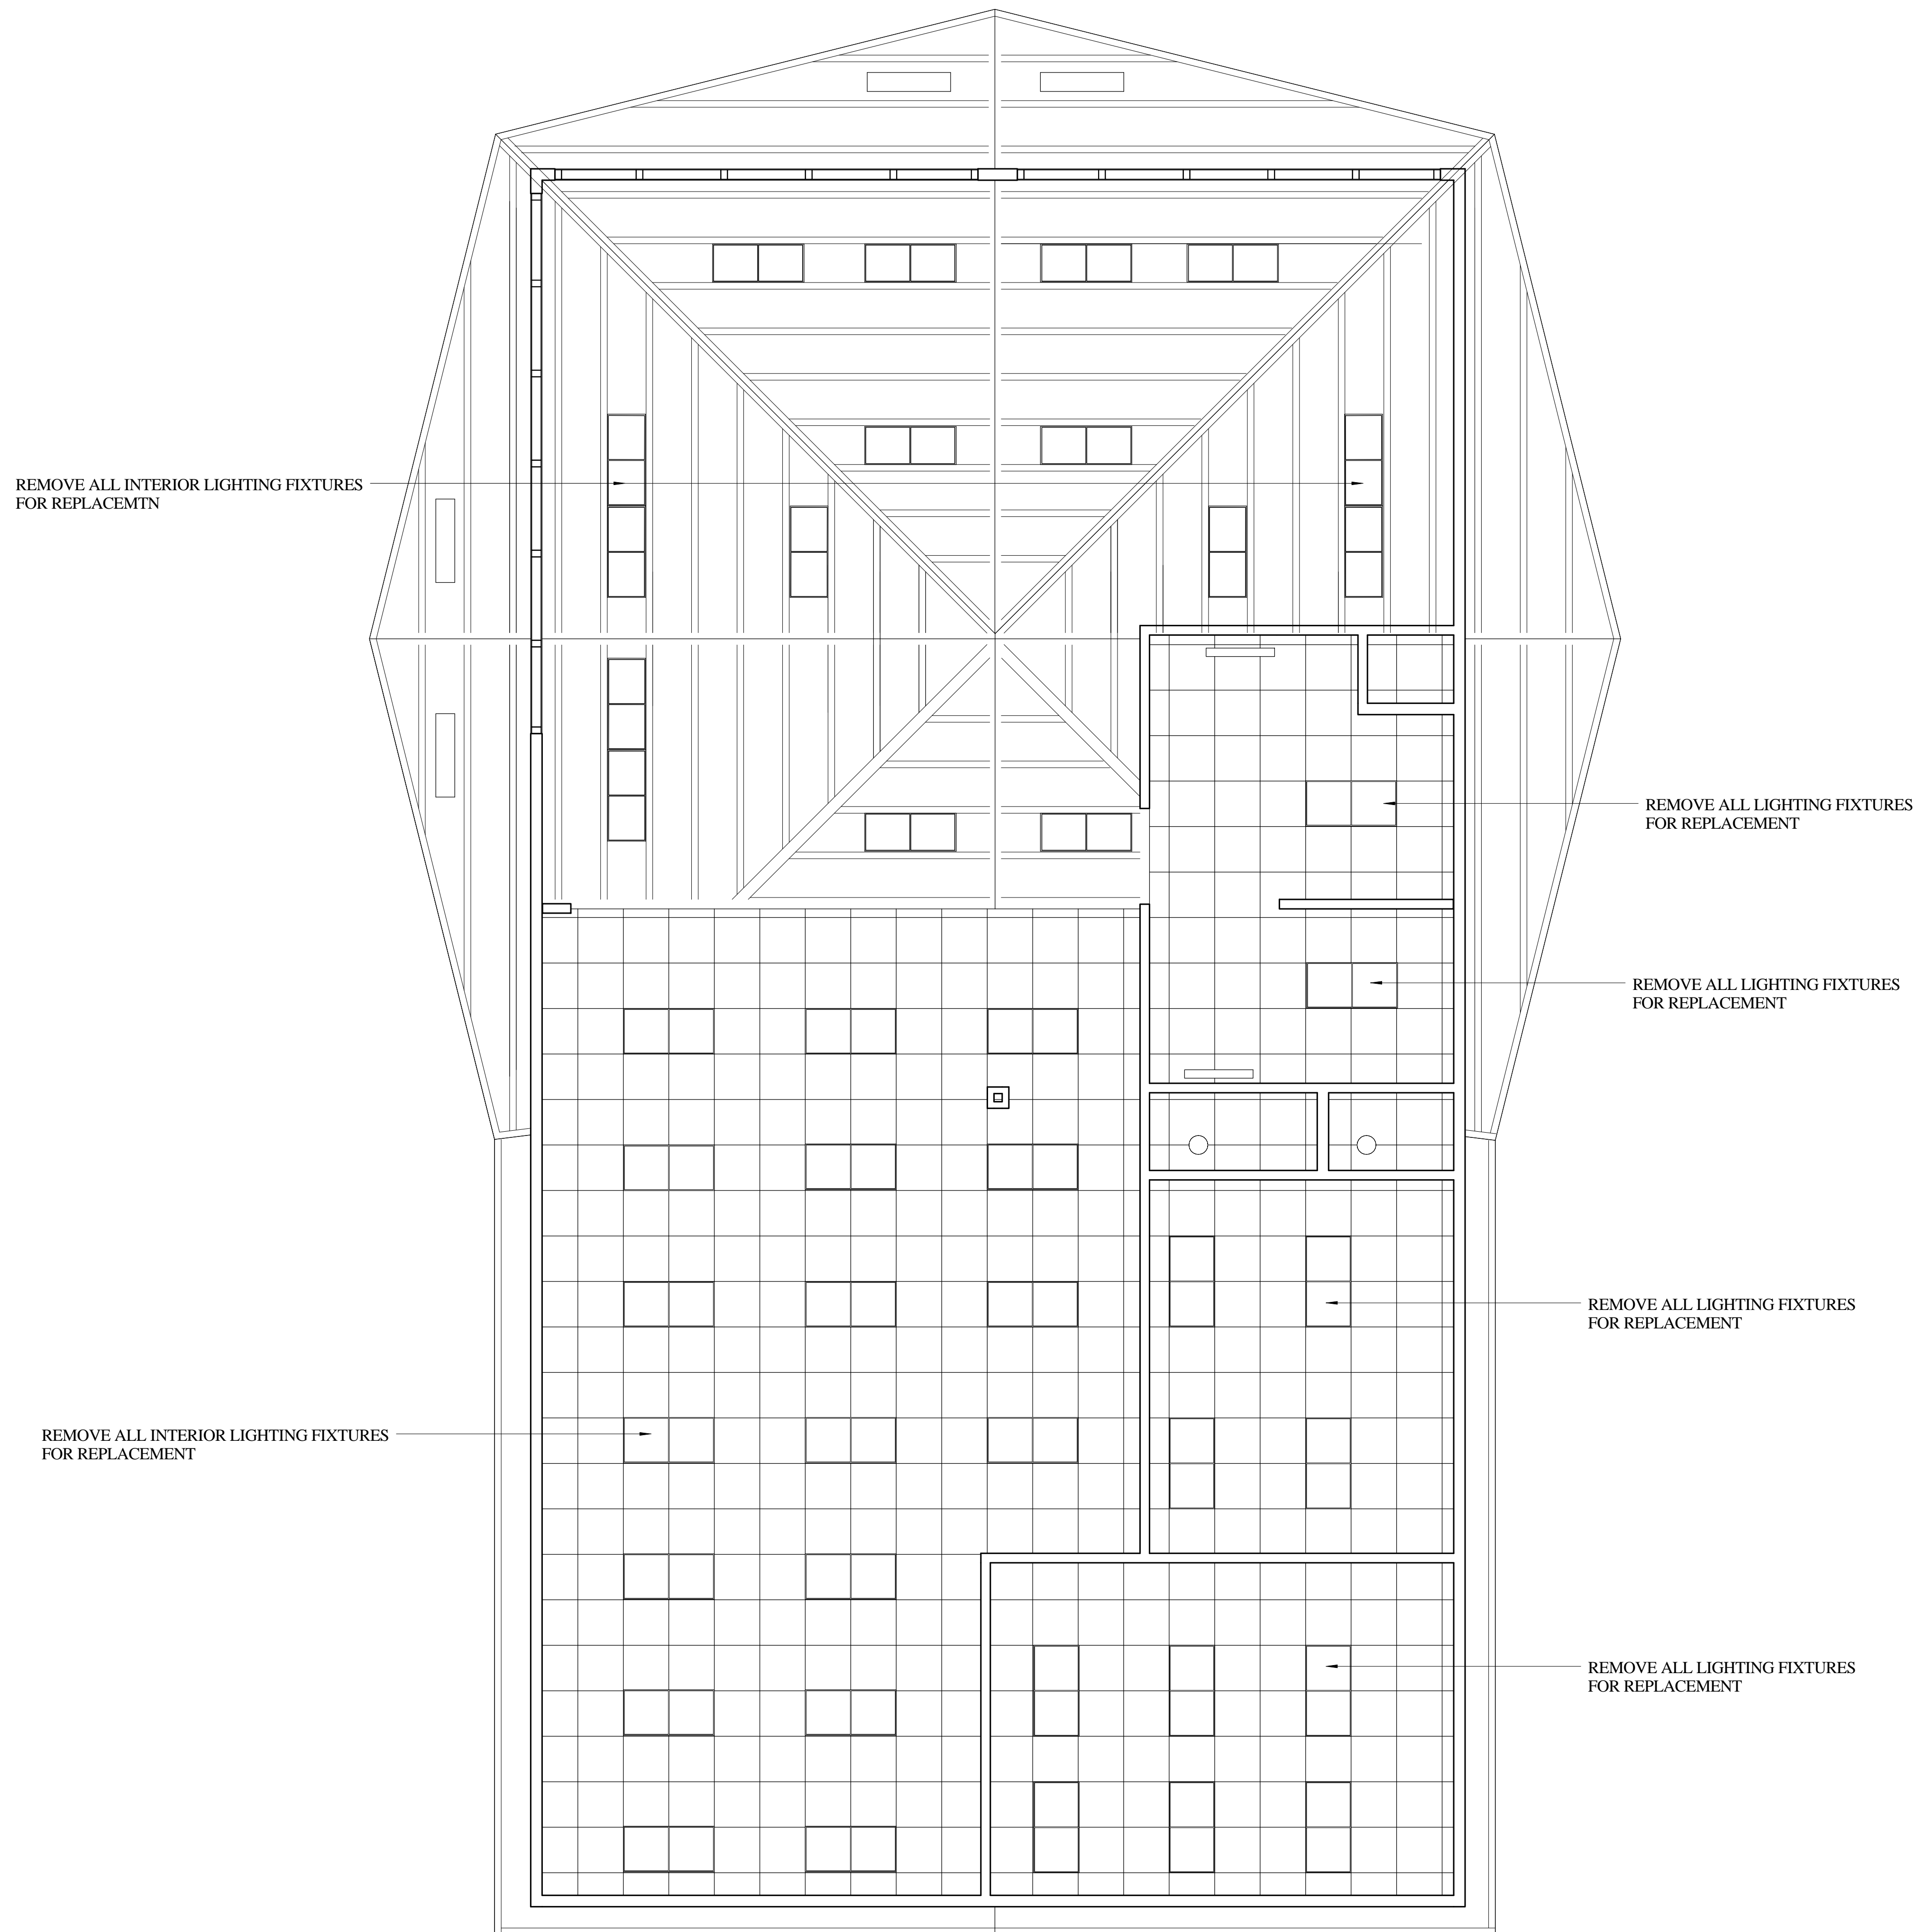 REMOVE ALL INTERIOR LIGHTING FIXTURES
FOR REPLACEMTN
REMOVE ALL LIGHTING FIXTURES
FOR REPLACEMENT
REMOVE ALL LIGHTING FIXTURES
FOR REPLACEMENT
REMOVE ALL LIGHTING FIXTURES
FOR REPLACEMENT
REMOVE ALL INTERIOR LIGHTING FIXTURES
FOR REPLACEMENT
REMOVE ALL LIGHTING FIXTURES
FOR REPLACEMENT